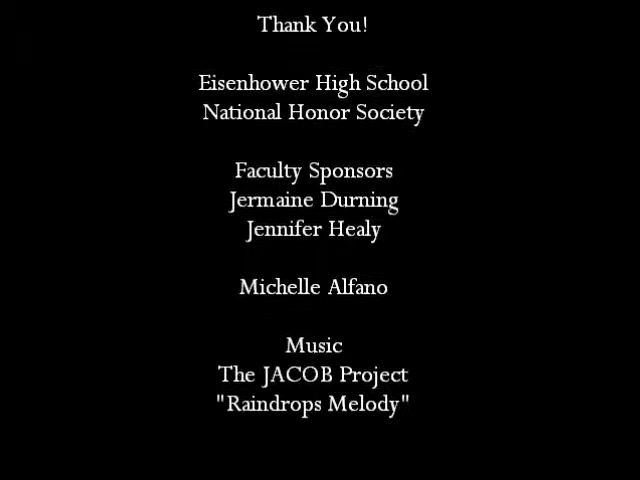 Thank You!
Eisenhower High School
National Honor Society
Faculty Sponsors
Jermaine Durning
Jennifer Healy
Michelle Alfano
Music
The JACOB Project
"Raindrops Melody"